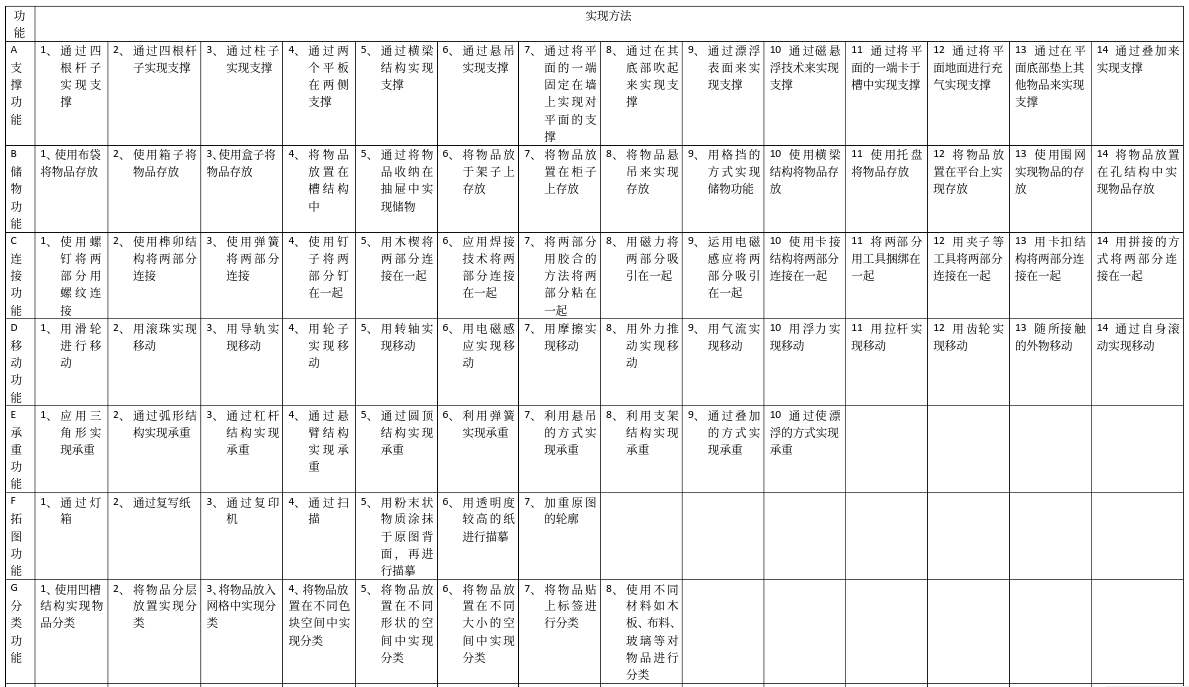 功能 实现方法
A支撑功能
1、通过四根杆子实现支撑
2、通过四根杆子实现支撑
3、通过柱子实现支撑
4、通过两个平板在两侧支撑
5、通过横梁结构实现支撑
6、通过悬吊实现支撑
7、通过将平面的一端固定在墙上实现对平面的支撑
8、通过在其底部吹起来实现支撑
9、通过漂浮表面来实现支撑
10 通过磁悬浮技术来实现支撑
11 通过将平面的一端卡于槽中实现支撑
12 通过将平面地面进行充气实现支撑
13 通过在平面底部垫上其他物品来实现支撑
14 通过叠加来实现支撑
B储物功能
1、使用布袋将物品存放
2、使用箱子将物品存放
3、使用盒子将物品存放
4、将物品放置在槽结构中
5、通过将物品收纳在抽屉中实现储物
6、将物品放于架子上存放
7、将物品放置在柜子上存放
8、将物品悬吊来实现存放
9、用格挡的方式实现储物功能
10 使用横梁结构将物品存放
11 使用托盘将物品存放
12 将物品放置在平台上实现存放
13 使用围网实现物品的存放
14 将物品放置在孔结构中实现物品存放
C连接功能
1、使用螺钉将两部分用螺纹连接
2、使用榫卯结构将两部分连接
3、使用弹簧将两部分连接
4、使用钉子将两部分钉在一起
5、用木楔将两部分连接在一起
6、应用焊接技术将两部分连接在一起
7、将两部分用胶合的方法将两部分粘在一起
8、用磁力将两部分吸引在一起
9、运用电磁感应将两部分吸引在一起
10 使用卡接结构将两部分连接在一起
11 将两部分用工具捆绑在一起
12 用夹子等工具将两部分连接在一起
13 用卡扣结构将两部分连接在一起
14 用拼接的方式将两部分连接在一起
D移动功能
1、用滑轮进行移动
2、用滚珠实现移动
3、用导轨实现移动
4、用轮子实现移动
5、用转轴实现移动
6、用电磁感应实现移动
7、用摩擦实现移动
8、用外力推动实现移动
9、用气流实现移动
10 用浮力实现移动
11 用拉杆实现移动
12 用齿轮实现移动
13 随所接触的外物移动
14 通过自身滚动实现移动
E承重功能
1、应用三角形实现承重
2、通过弧形结构实现承重
3、通过杠杆结构实现承重
4、通过悬臂结构实现承重
5、通过圆顶结构实现承重
6、利用弹簧实现承重
7、利用悬吊的方式实现承重
8、利用支架结构实现承重
9、通过叠加的方式实现承重
10 通过使漂浮的方式实现承重
F拓图功能
1、通过灯箱
2、通过复写纸
3、通过复印机
4、通过扫描
5、用粉末状物质涂抹于原图背面，再进行描摹
6、用透明度较高的纸进行描摹
7、加重原图的轮廓
G分类功能
1、使用凹槽结构实现物品分类
2、将物品分层放置实现分类
3、将物品放入网格中实现分类
4、将物品放置在不同色块空间中实现分类
5、将物品放置在不同形状的空间中实现分类
6、将物品放置在不同大小的空间中实现分类
7、将物品贴上标签进行分类
8、使用不同材料如木板、布料、玻璃等对物品进行分类